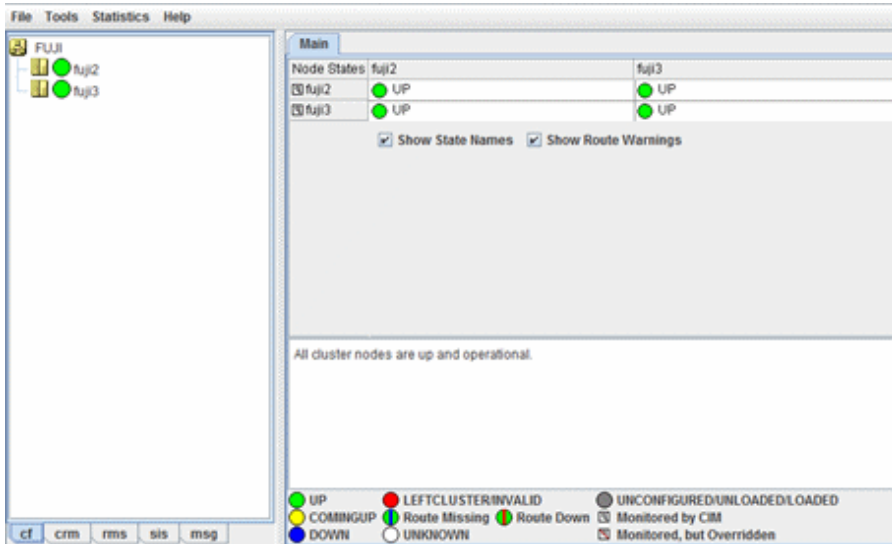 File Tools Statistics Help
FUJI
fuji2
fuji3
Main
Node States fuji2 fuji3
fuji2 UP UP
fuji3 UP UP
Show State Names Show Route Warnings
All cluster nodes are up and operational.
UP LEFTCLUSTER/INVALID UNCONFIGURED/UNLOADED/LOADED
COMINGUP Route Missing Route Down Monitored by CIM
DOWN UNKNOWN Monitored, but Overridden
cf crm rms sis msg